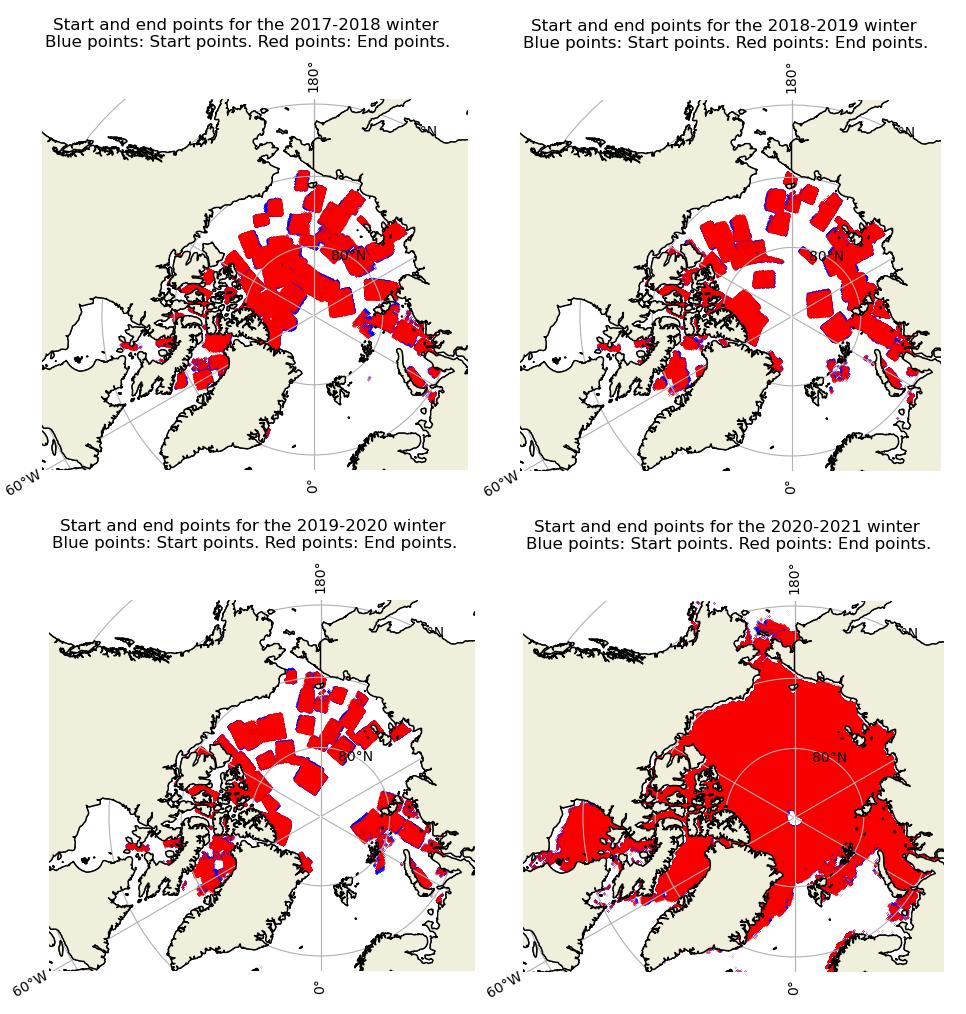 Start and end points for the 2017-2018 winter
Blue points: Start points. Red points: End points.
180°
80°N
60°W
0°
Start and end points for the 2018-2019 winter
Blue points: Start points. Red points: End points.
180°
80°N
60°W
0°
Start and end points for the 2019-2020 winter
Blue points: Start points. Red points: End points.
180°
80°N
60°W
0°
Start and end points for the 2020-2021 winter
Blue points: Start points. Red points: End points.
180°
80°N
60°W
0°